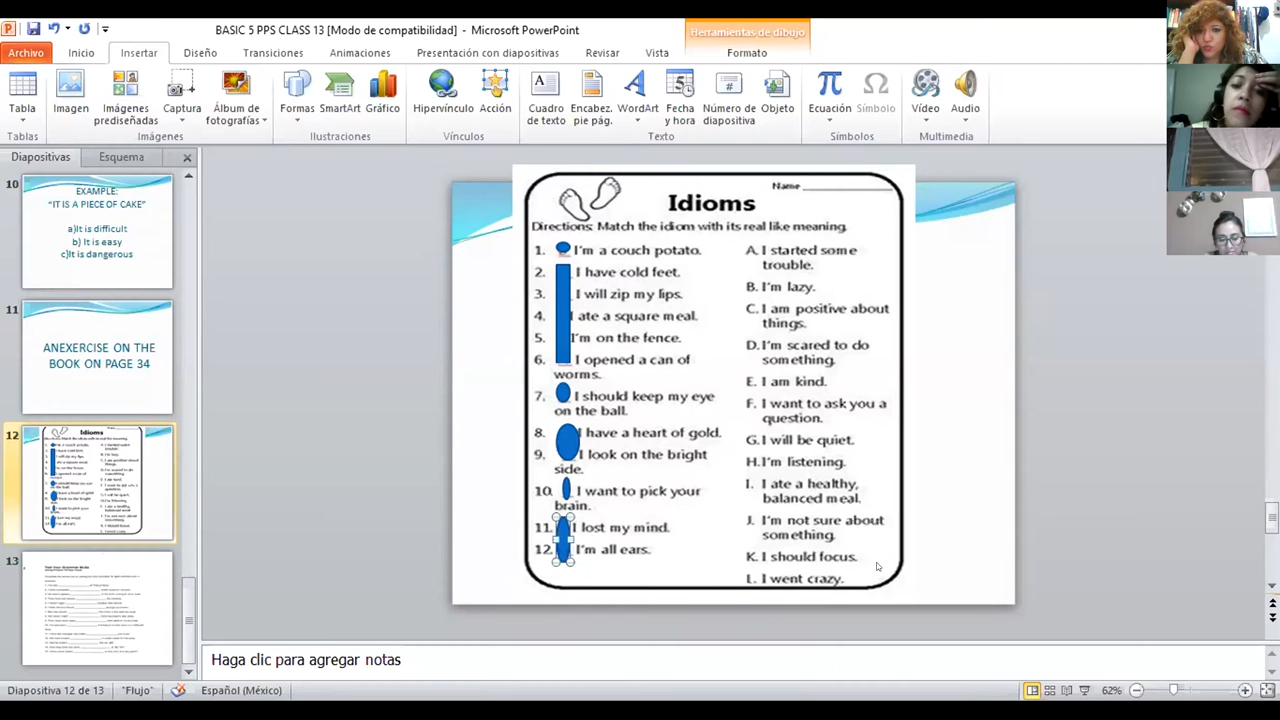 BASIC 5 PPS CLASS 13 [Modo de compatibilidad] - Microsoft PowerPoint
Herramientas de dibujo
Archivo Inicio Insertar Diseño Transiciones Animaciones Presentación con diapositivas Revisar Vista Formato
Tabla Imagen Imágenes prediseñadas Captura Álbum de fotografías Formas SmartArt Gráfico Hipervínculo Acción Cuadro de texto Encabez. pie pág. WordArt Fecha y hora Número de diapositiva Objeto Ecuación Símbolo Vídeo Audio
Tablas Imágenes Ilustraciones Vínculos Texto Símbolos Multimedia
Diapositivas Esquema
10
EXAMPLE:
“IT IS A PIECE OF CAKE”
a)It is difficult
b) It is easy
c)It is dangerous
11
ANEXERCISE ON THE
BOOK ON PAGE 34
12
Idioms
13
Name
Idioms
Directions: Match the idiom with its real like meaning.
1. I'm a couch potato.
2. I have cold feet.
3. I will zip my lips.
4. I ate a square meal.
5. I'm on the fence.
6. I opened a can of
worms.
7. I should keep my eye
on the ball.
I have a heart of gold.
I look on the bright
side.
I want to pick your
brain.
11. I lost my mind.
12. I'm all ears.
A. I started some
trouble.
B. I'm lazy.
C. I am positive about
things.
D. I'm scared to do
something.
E. I am kind.
F. I want to ask you a
question.
G. I will be quiet.
H. I'm listening.
I. I ate a healthy,
balanced meal.
J. I'm not sure about
something.
K. I should focus.
I went crazy.
Haga clic para agregar notas
Diapositiva 12 de 13 "Flujo" Español (México) 62%